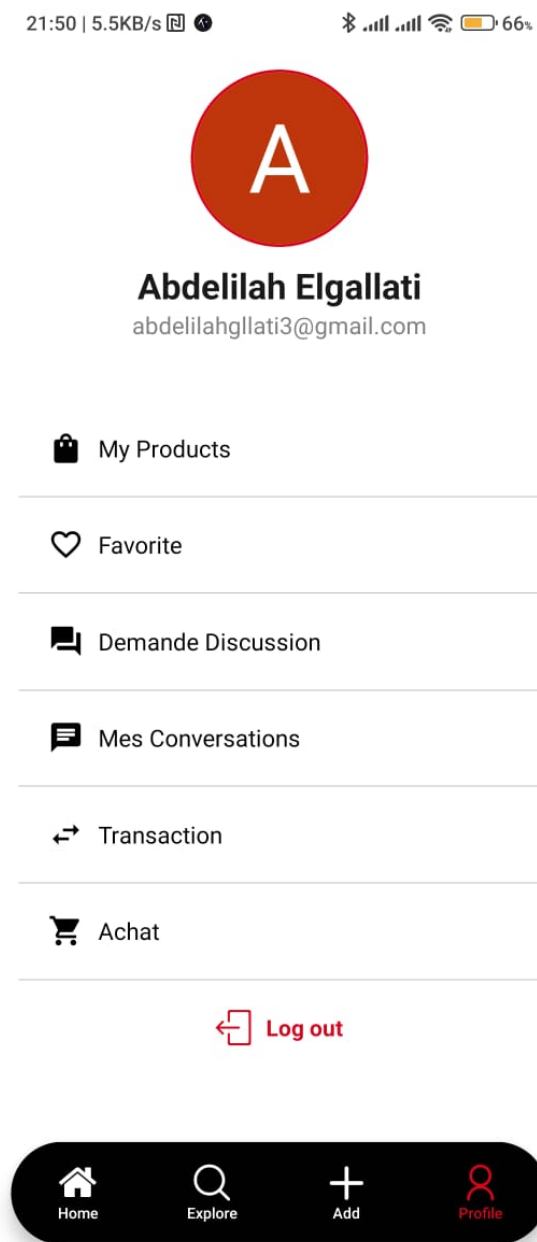 21:50 | 5.5KB/s
66%
A
Abdelilah Elgallati
abdelilahgllati3@gmail.com
My Products
Favorite
Demande Discussion
Mes Conversations
Transaction
Achat
Log out
Home Explore Add Profile